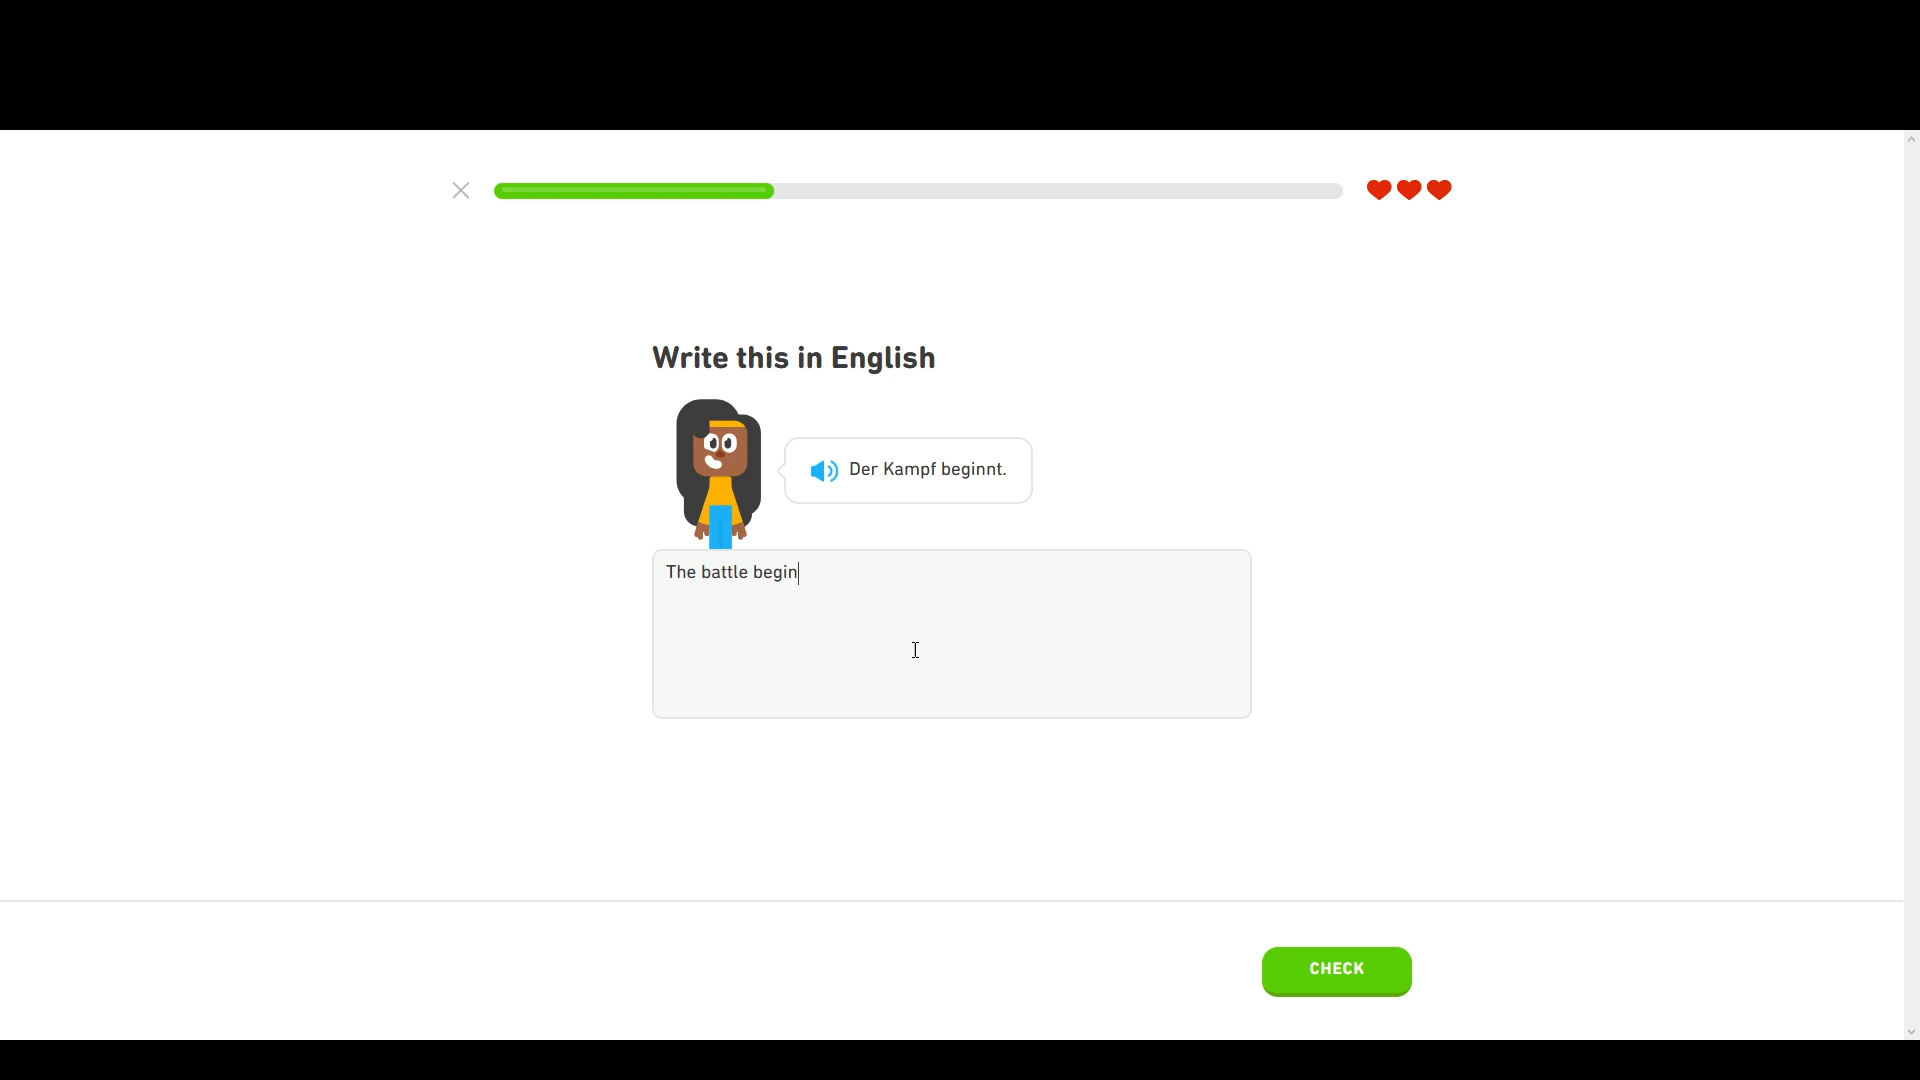 Write this in English
Der Kampf beginnt.
The battle begin
CHECK